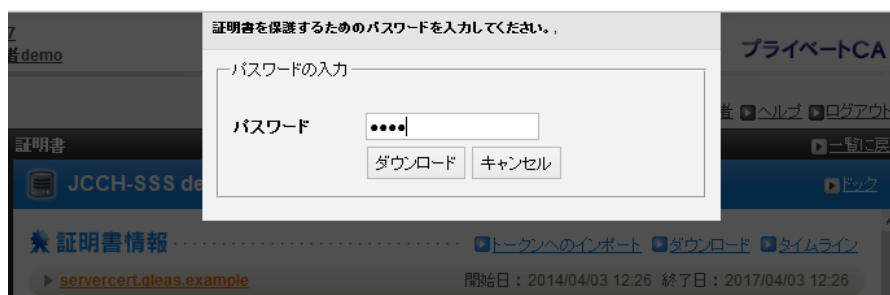 証明書を保護するためのパスワードを入力してください。,
demo
プライベートCA
パスワードの入力
パスワード
ダウンロード キャンセル
ヘルプ ログアウト
証明書
一覧に戻
JCCH-SSS de
ドック
証明書情報
トークンへのインポート ダウンロード タイムライン
servercert.gleas.example
開始日:2014/04/03 12:26 終了日:2017/04/03 12:26